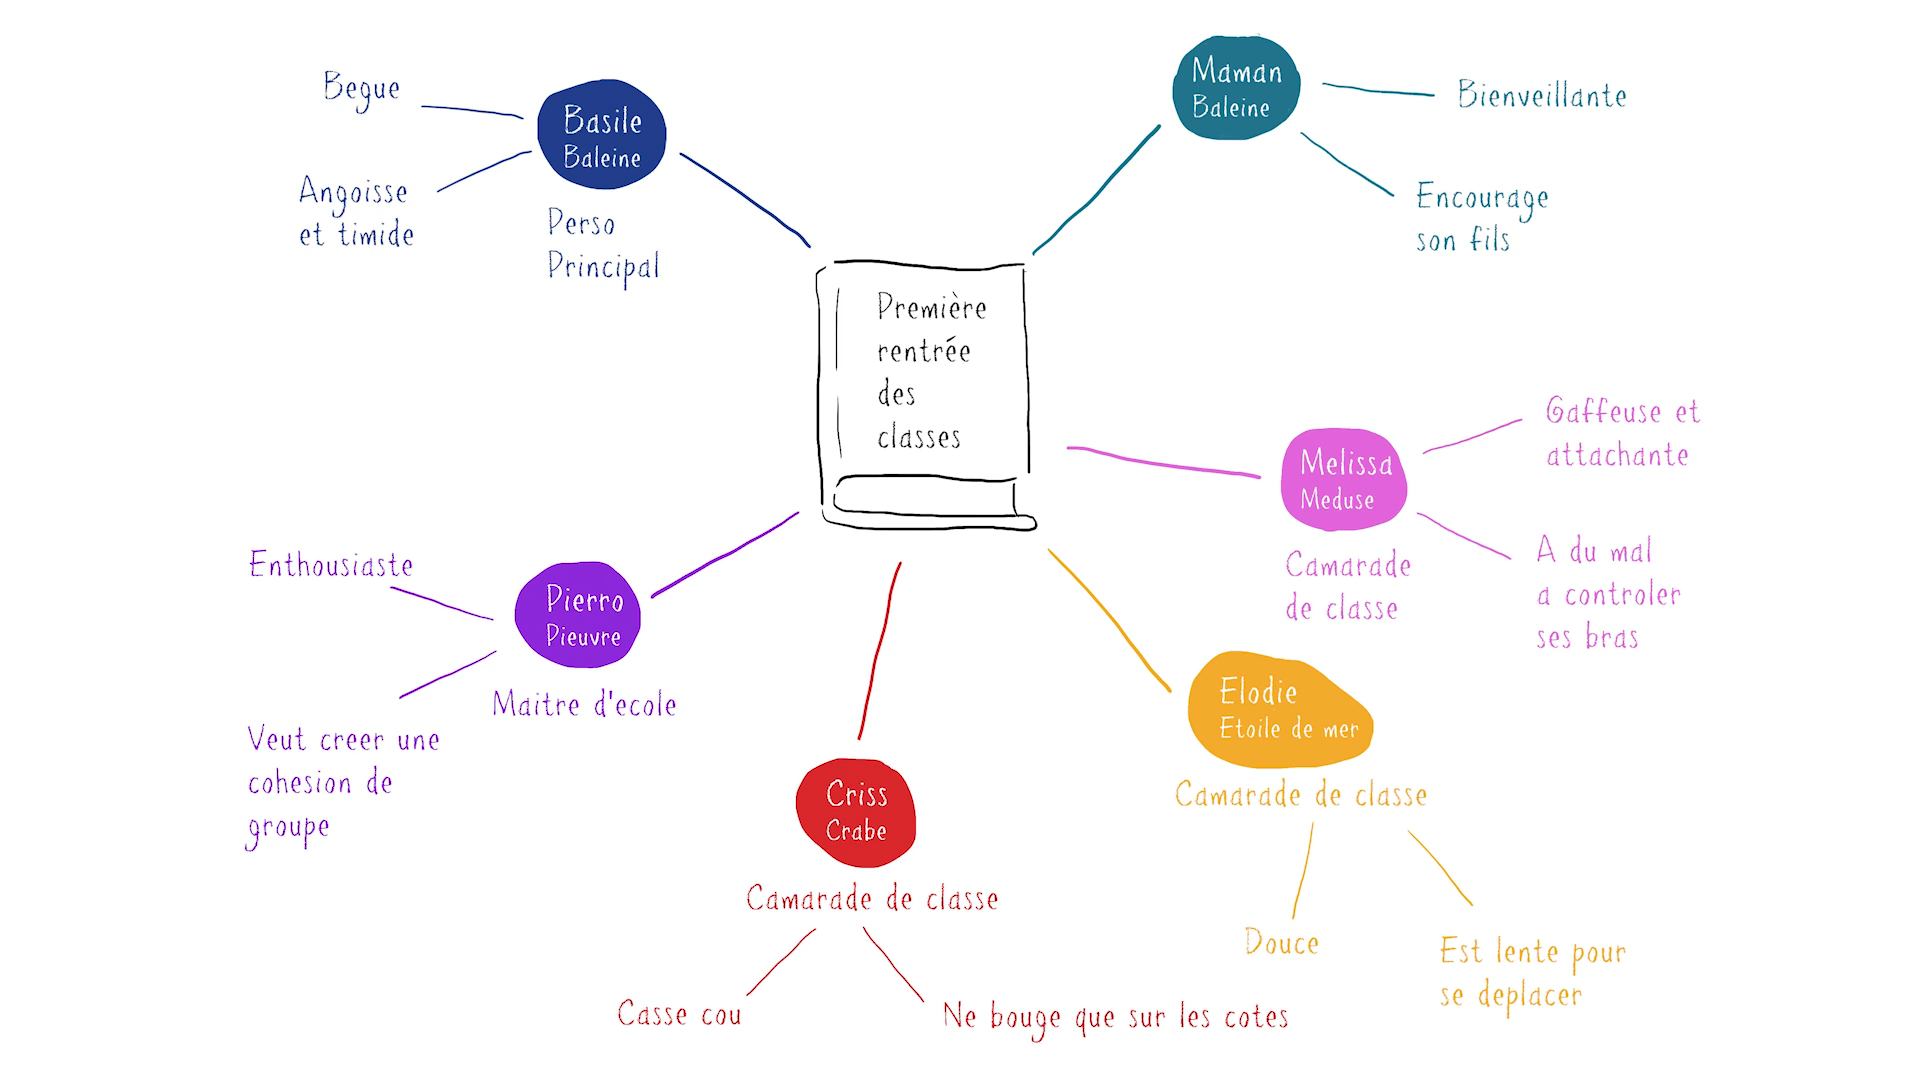 Première
rentrée
des
classes
Basile
Baleine
Perso
Principal
Begue
Angoisse
et timide
Maman
Baleine
Bienveillante
Encourage
son fils
Melissa
Meduse
Camarade
de classe
Gaffeuse et
attachante
A du mal
a controler
ses bras
Elodie
Etoile de mer
Camarade de classe
Douce
Est lente pour
se deplacer
Criss
Crabe
Camarade de classe
Casse cou
Ne bouge que sur les cotes
Pierro
Pieuvre
Maitre d'ecole
Enthousiaste
Veut creer une
cohesion de
groupe